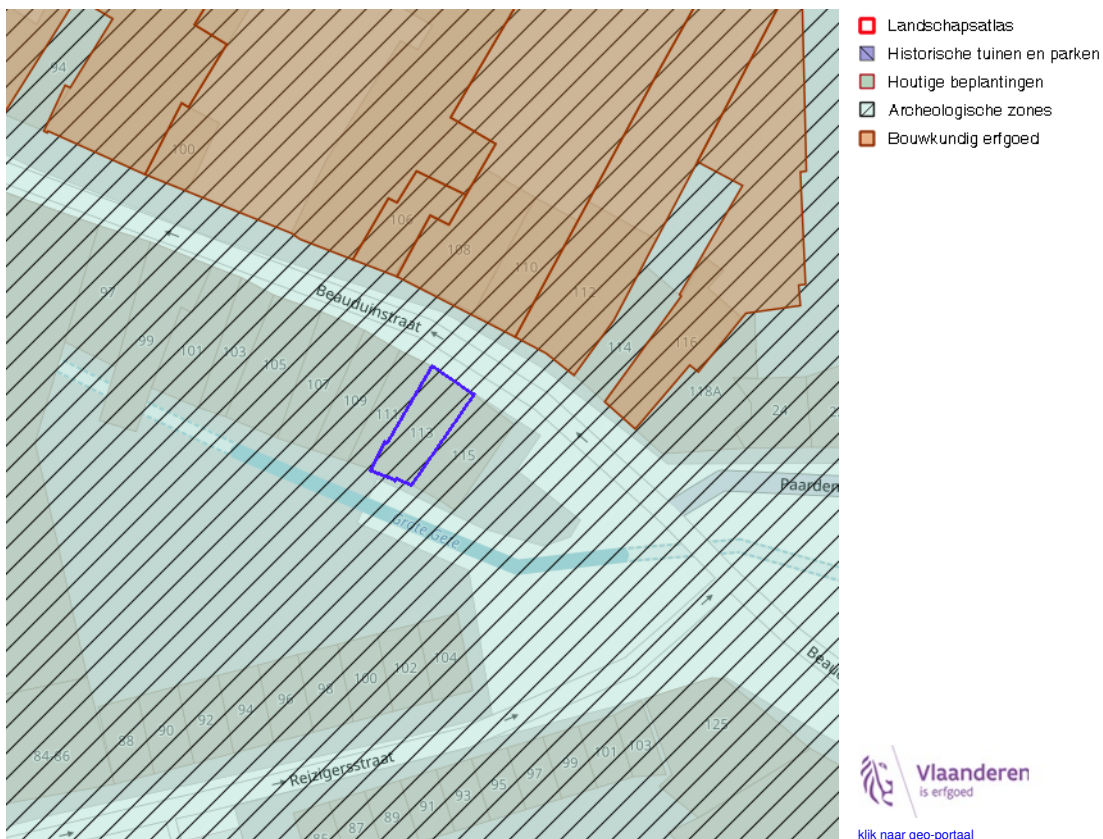 Landschapsatlas
Historische tuinen en parken
Houtige beplantingen
Archeologische zones
Bouwkundig erfgoed
94
100
106
108
110
112
114
116
118A
24
97
99
101
103
105
107
109
113
115
Beauduinstraat
Paarden
Grote Gete
104
102
100
98
96
94
92
90
88
84-86
125
103
101
99
97
95
93
91
89
87
Reizigersstraat
Vlaanderen
is erfgoed
klik naar geo-portaal